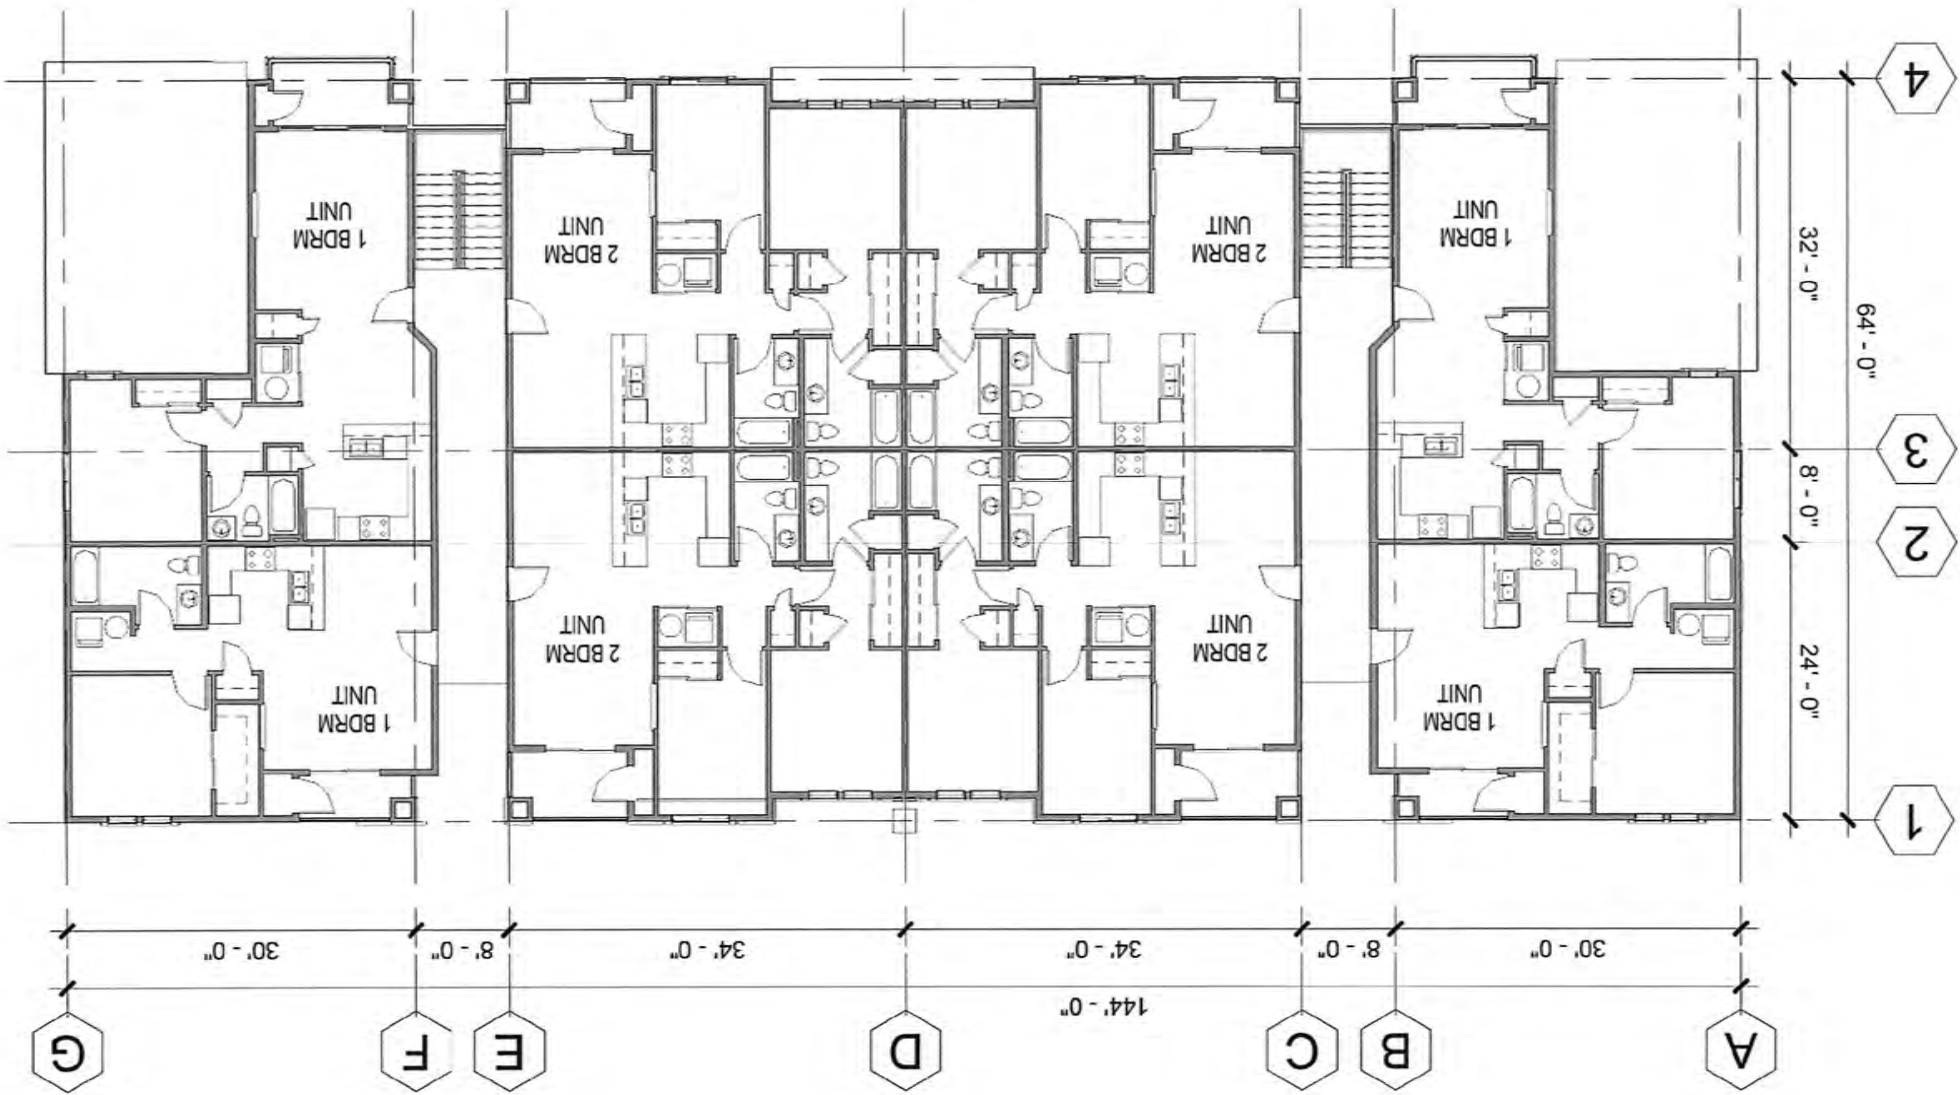 A
B
C
D
E
F
G
144' - 0"
30' - 0"
8' - 0"
34' - 0"
34' - 0"
8' - 0"
30' - 0"
1
2
3
4
24' - 0"
8' - 0"
32' - 0"
64' - 0"
1 BDRM
UNIT
2 BDRM
UNIT
2 BDRM
UNIT
1 BDRM
UNIT
1 BDRM
UNIT
2 BDRM
UNIT
2 BDRM
UNIT
1 BDRM
UNIT